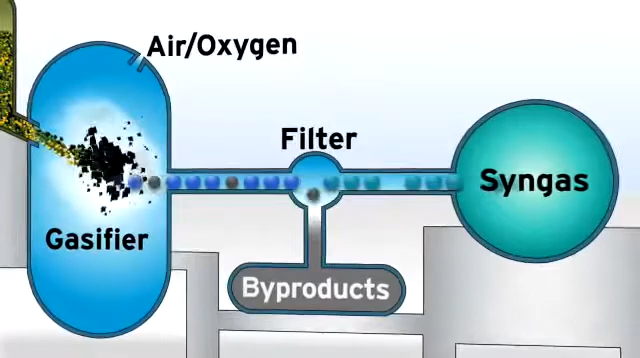 Air/Oxygen
Filter
Syngas
Gasifier
Byproducts